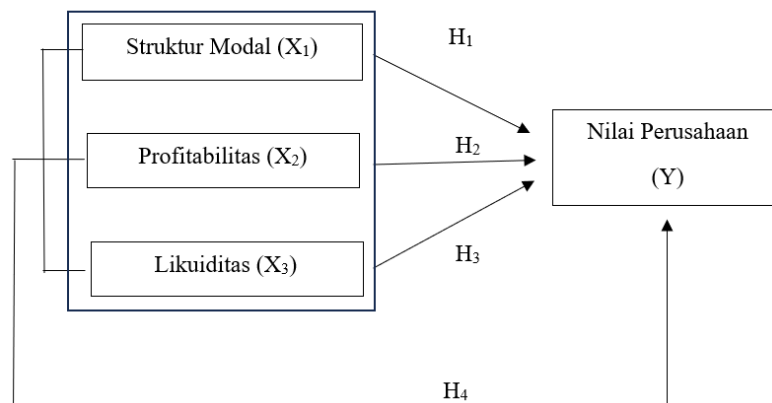 Struktur Modal (X₁)
H₁
Profitabilitas (X₂)
H₂
Nilai Perusahaan
(Y)
Likuiditas (X₃)
H₃
H₄